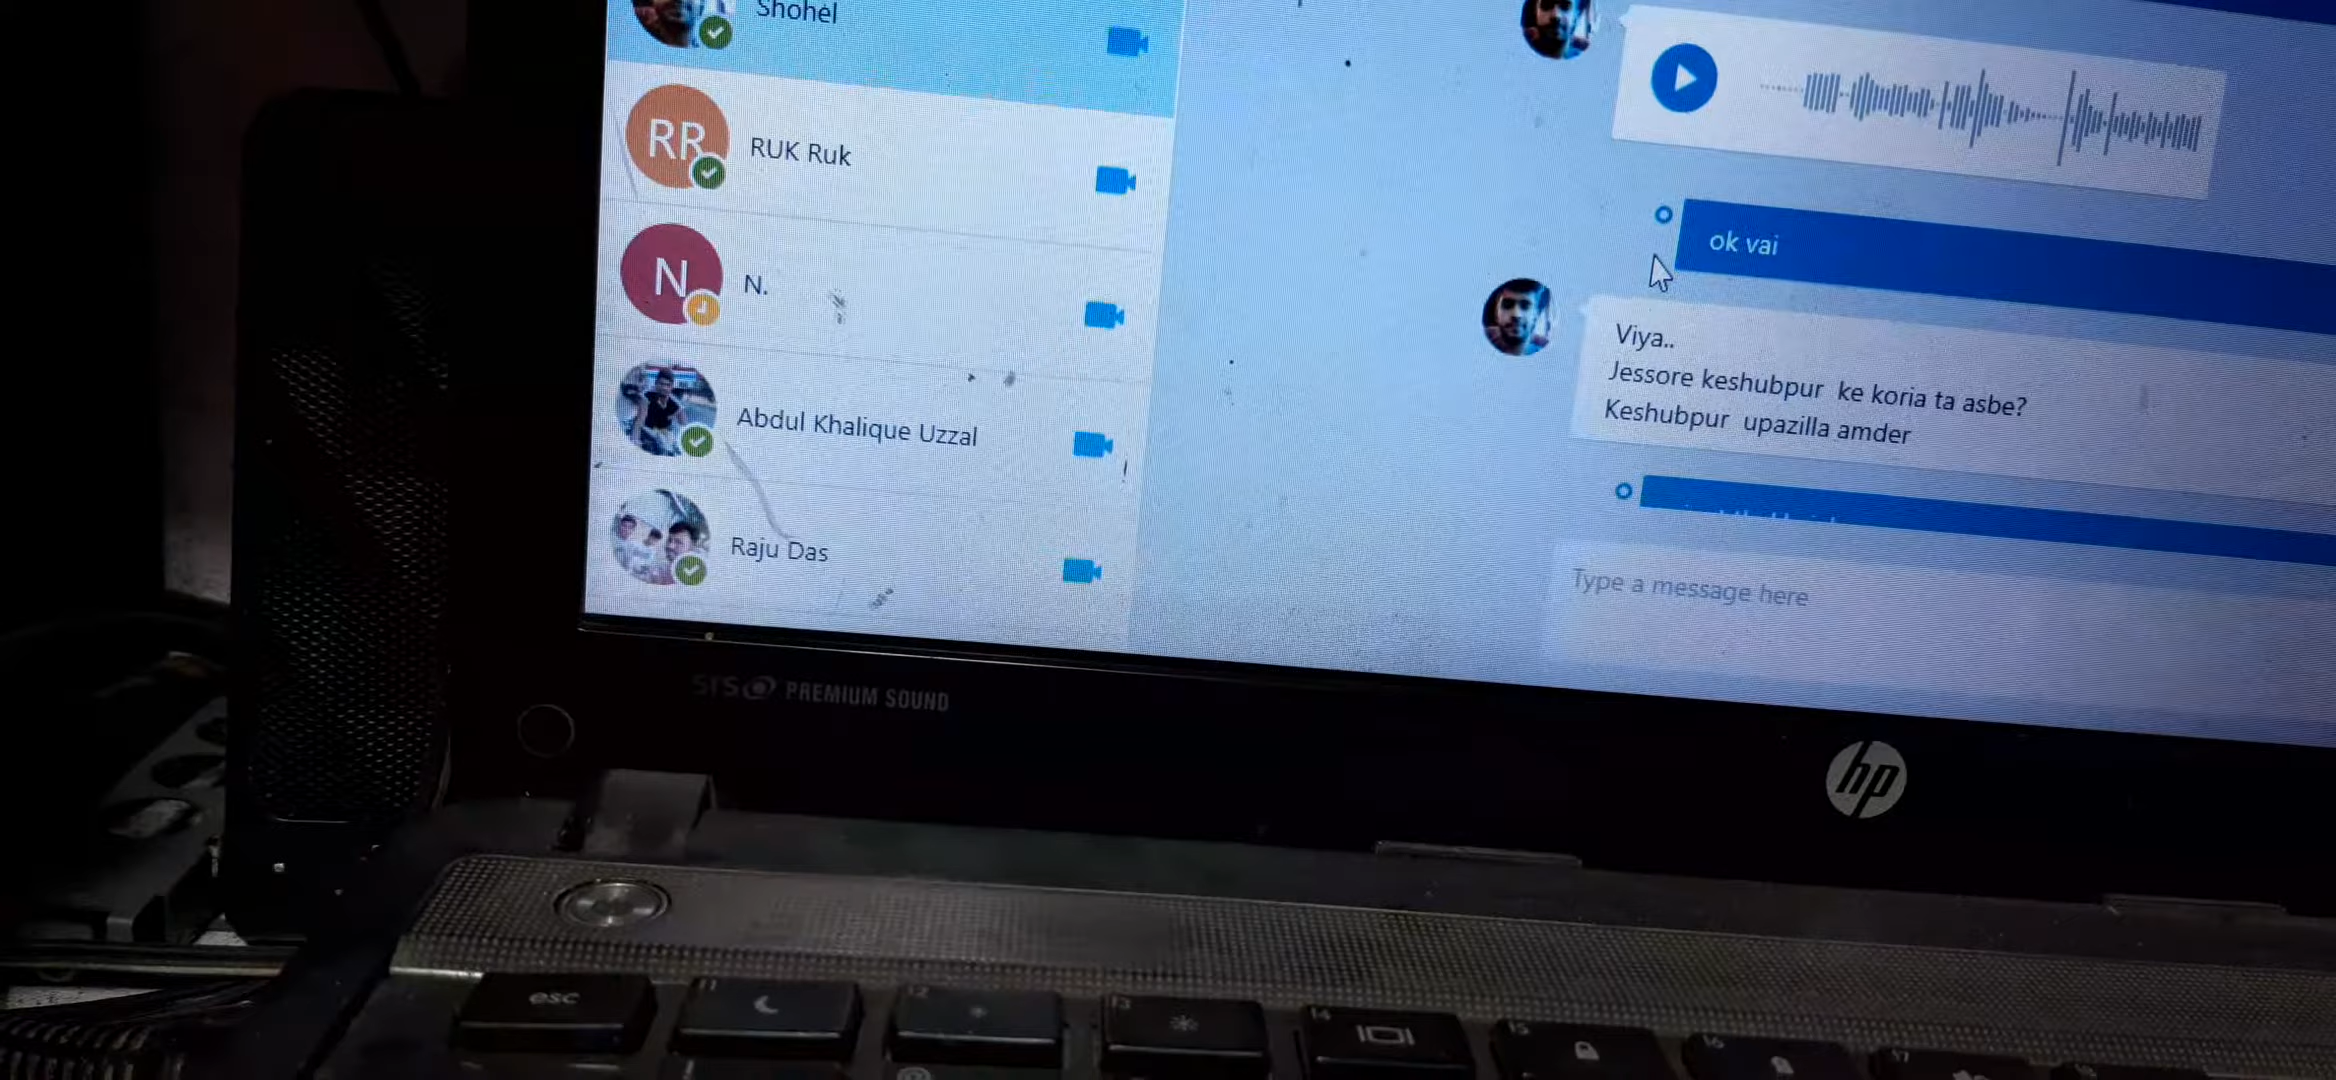 Shohel
RR
RUK Ruk
N
N.
Abdul Khalique Uzzal
Raju Das
ok vai
Viya..
Jessore keshubpur ke koria ta asbe?
Keshubpur upazilla amder
Type a message here
SRS PREMIUM SOUND
hp
esc